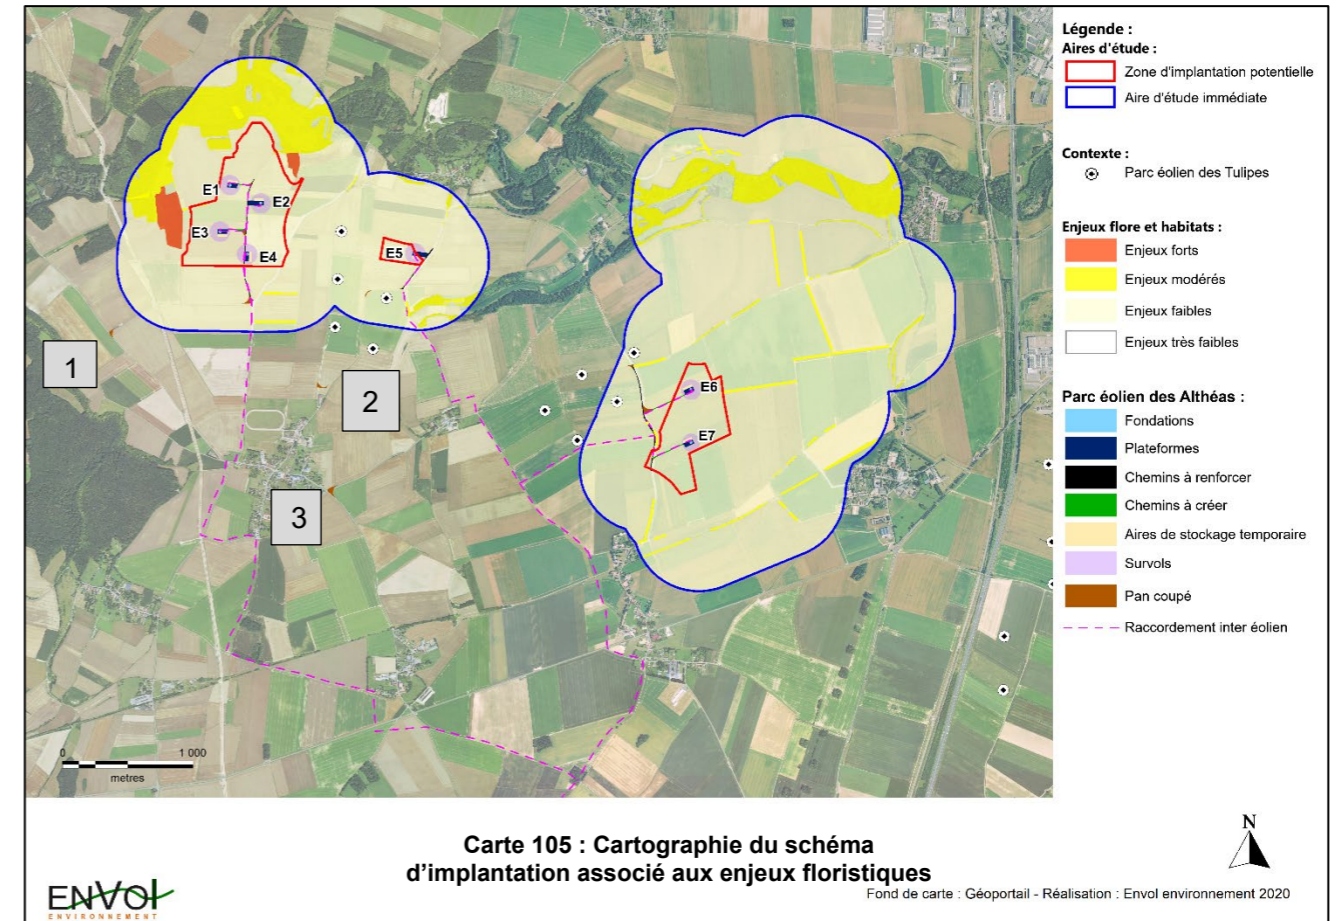 Légende :
Aires d'étude :
Zone d'implantation potentielle
Aire d'étude immédiate
Contexte :
Parc éolien des Tulipes
Enjeux flore et habitats :
Enjeux forts
Enjeux modérés
Enjeux faibles
Enjeux très faibles
Parc éolien des Althéas :
Fondations
Plateformes
Chemins à renforcer
Chemins à créer
Aires de stockage temporaire
Survols
Pan coupé
Raccordement inter éolien
E1
E2
E3
E4
E5
E6
E7
1
2
3
0 1 000
metres
N
Carte 105 : Cartographie du schéma
d'implantation associé aux enjeux floristiques
Fond de carte : Géoportail - Réalisation : Envol environnement 2020
ENVOl
ENVIRONNEMENT